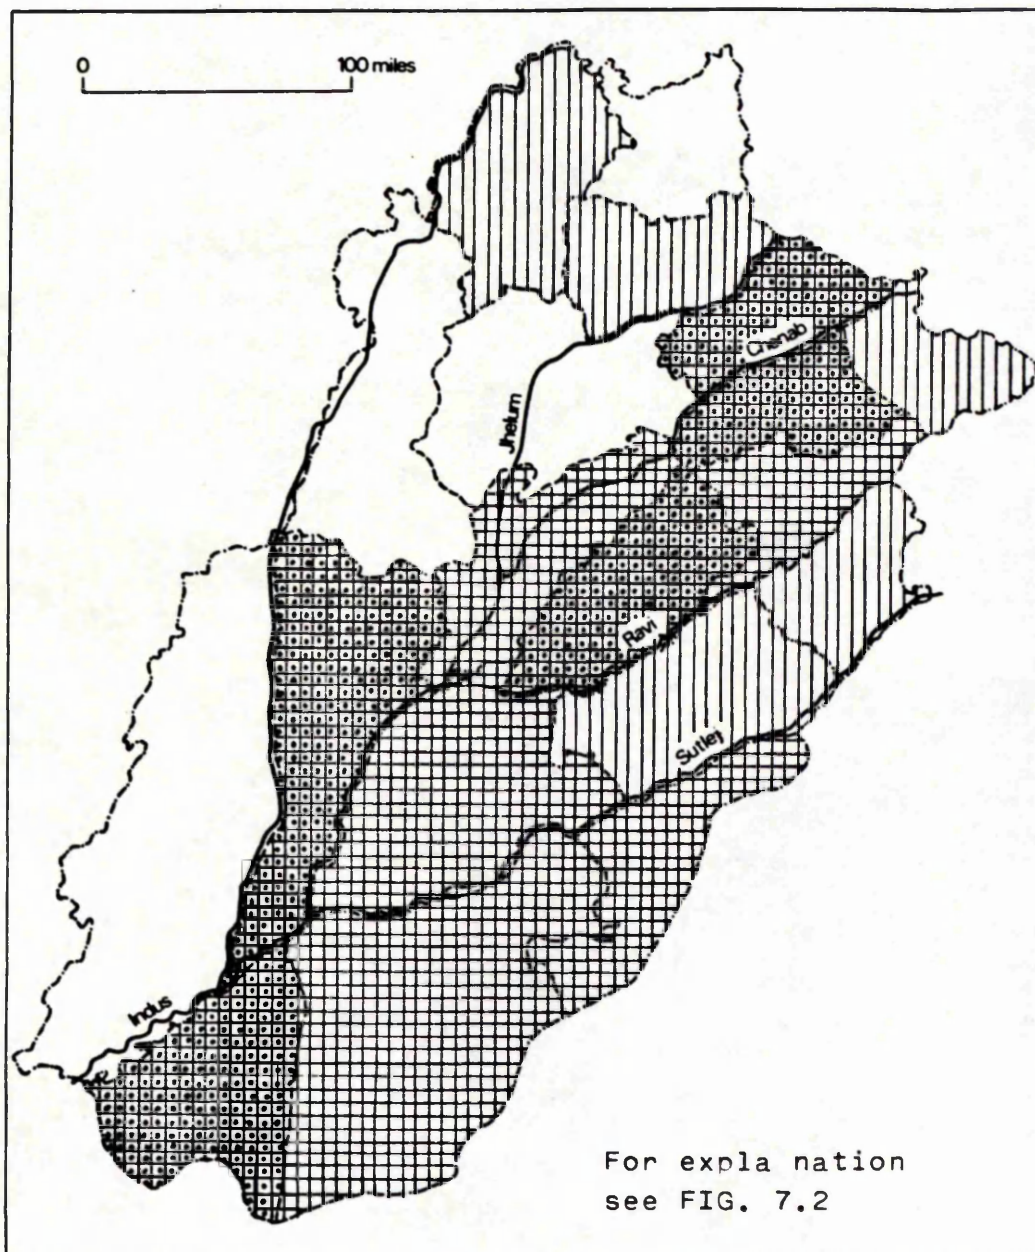 0 100 miles
Chenab
Jhelum
Ravi
Sutlej
Indus
For expla nation
see FIG. 7.2